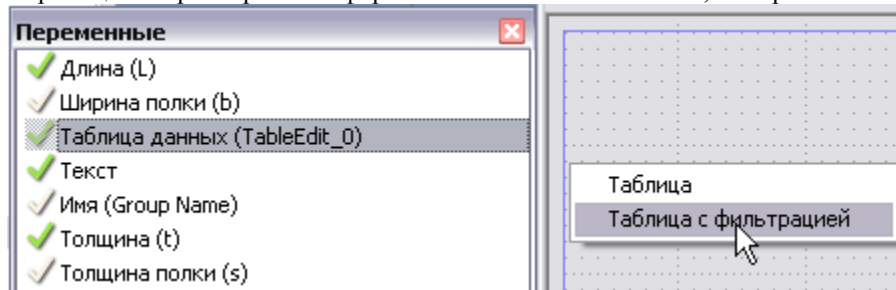 Переменные
Длина (L)
Ширина полки (b)
Таблица данных (TableEdit_0)
Текст
Имя (Group Name)
Толщина (t)
Толщина полки (s)
Таблица
Таблица с фильтрацией